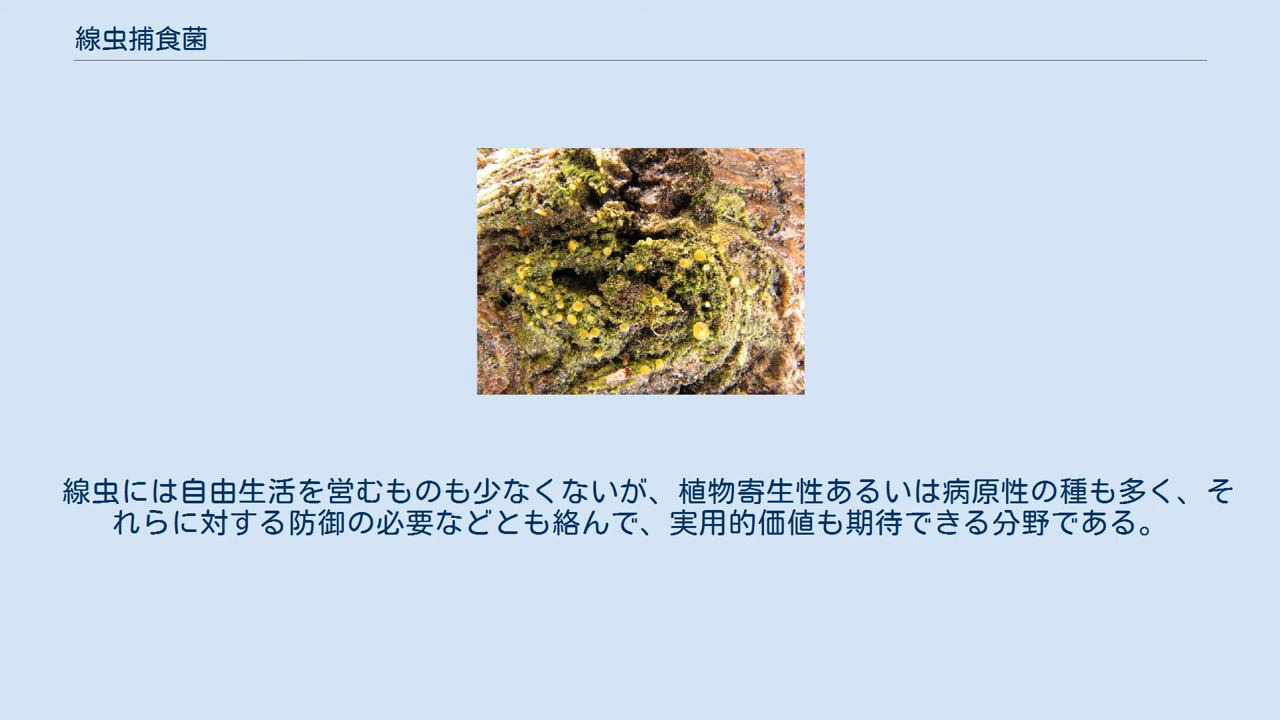 線虫捕食菌
線虫には自由生活を営むものも少なくないが、植物寄生性あるいは病原性の種も多く、そ
れらに対する防御の必要などとも絡んで、実用的価値も期待できる分野である。